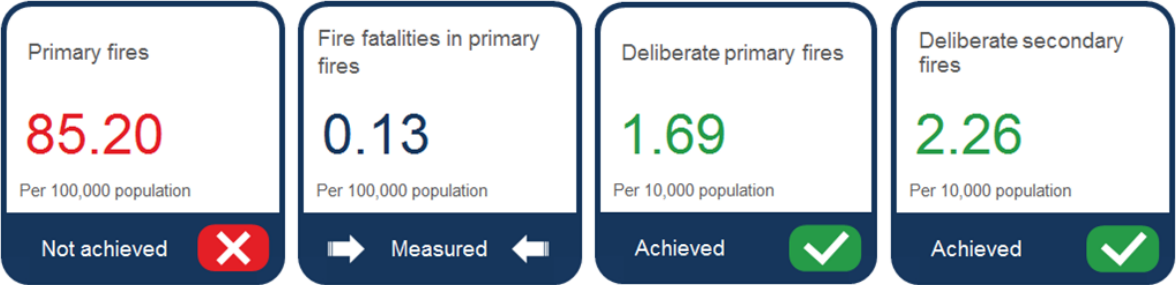 Primary fires
85.20
Per 100,000 population
Not achieved
Fire fatalities in primary
fires
0.13
Per 100,000 population
Measured
Deliberate primary fires
1.69
Per 10,000 population
Achieved
Deliberate secondary
fires
2.26
Per 10,000 population
Achieved